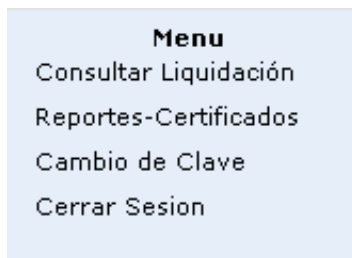 Menu
Consultar Liquidación
Reportes-Certificados
Cambio de Clave
Cerrar Sesion